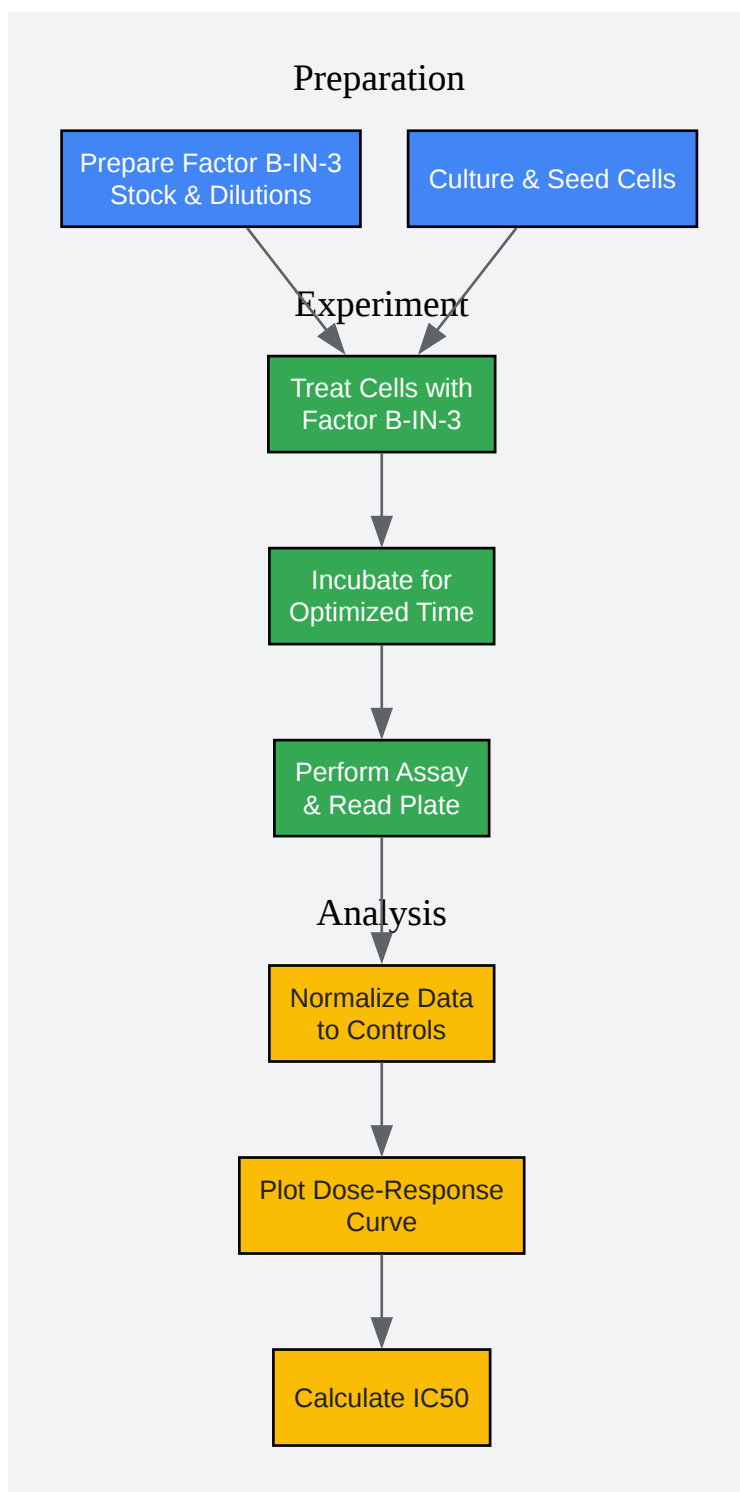 Preparation
Prepare Factor B-IN-3
Stock & Dilutions
Culture & Seed Cells
Experiment
Treat Cells with
Factor B-IN-3
Incubate for
Optimized Time
Perform Assay
& Read Plate
Analysis
Normalize Data
to Controls
Plot Dose-Response
Curve
Calculate IC50